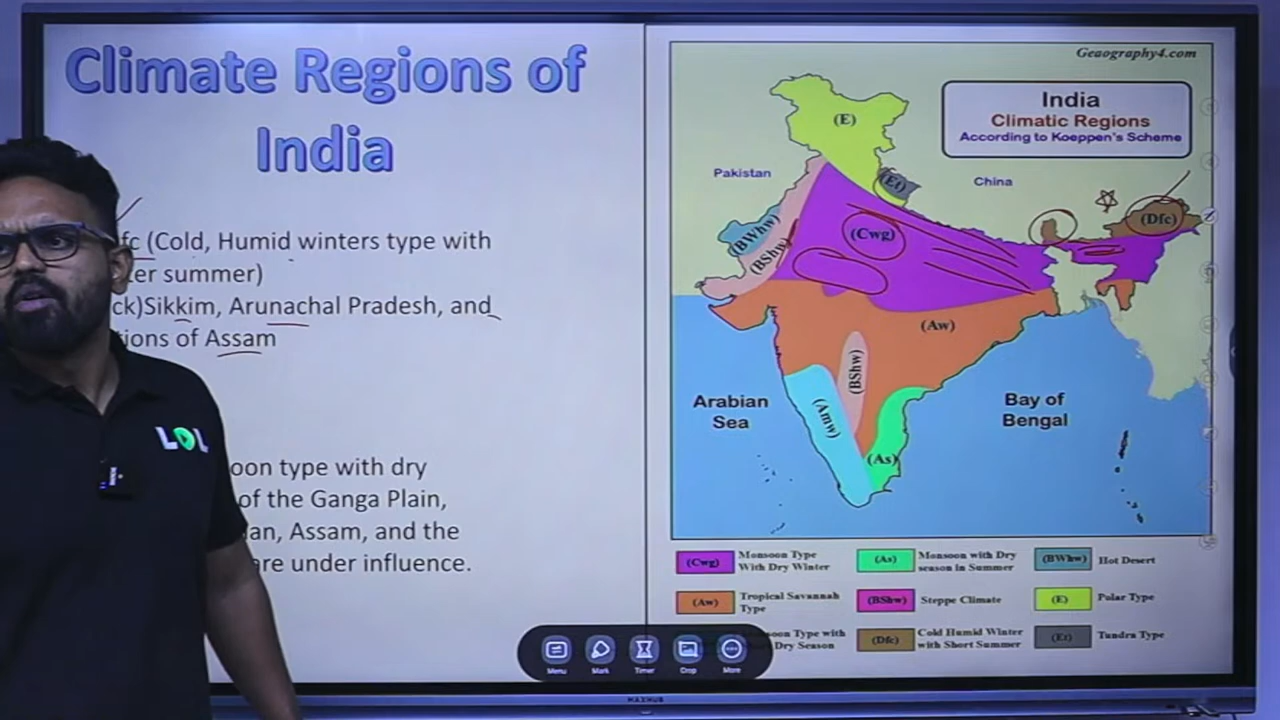 Climate Regions of
India
fc (Cold, Humid winters type with
er summer)
ck)Sikkim, Arunachal Pradesh, and
ions of Assam
oon type with dry
of the Ganga Plain,
an, Assam, and the
are under influence.
LOL
Geaography4.com
India
Climatic Regions
According to Koeppen's Scheme
(E)
Pakistan
(Et)
China
(Dfc)
(BWhw)
(BShw)
(Cwg)
(Aw)
(BShw)
(Amw)
(As)
Arabian
Sea
Bay of
Bengal
(Cwg) Monsoon Type
With Dry Winter
(As) Monsoon with Dry
season in Summer
(BWhw) Hot Desert
(Aw) Tropical Savannah
Type
(BShw) Steppe Climate
(E) Polar Type
soon Type with
Dry Season
(Dfc) Cold Humid Winter
with Short Summer
(Et) Tundra Type
Menu
Mark
Timer
Crop
More
MAXHUB